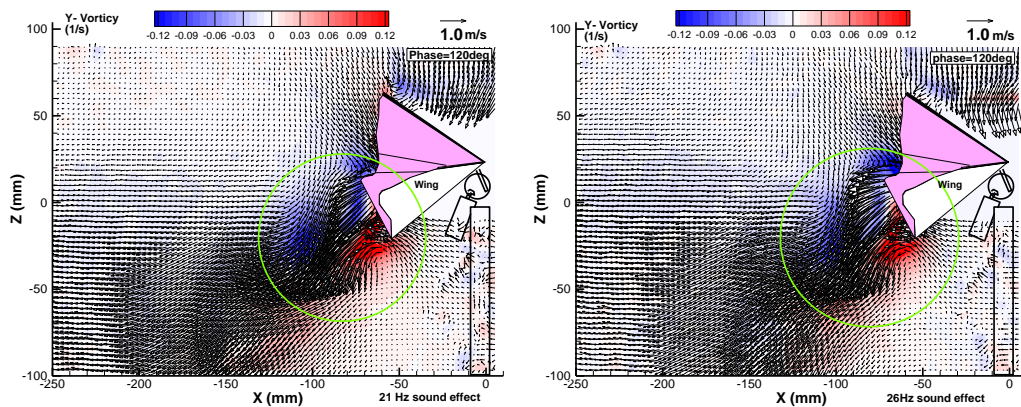 Y- Vorticy
(1/s)
-0.12 -0.09 -0.06 -0.03 0 0.03 0.06 0.09 0.12
1.0 m/s
Phase=120deg
100
50
0
-50
-100
Z (mm)
Wing
-250 -200 -150 -100 -50 0
X (mm)
21 Hz sound effect
Y- Vorticy
(1/s)
-0.12 -0.09 -0.06 -0.03 0 0.03 0.06 0.09 0.12
1.0 m/s
phase=120deg
100
50
0
-50
-100
Z (mm)
Wing
-250 -200 -150 -100 -50 0
X (mm)
26Hz sound effect